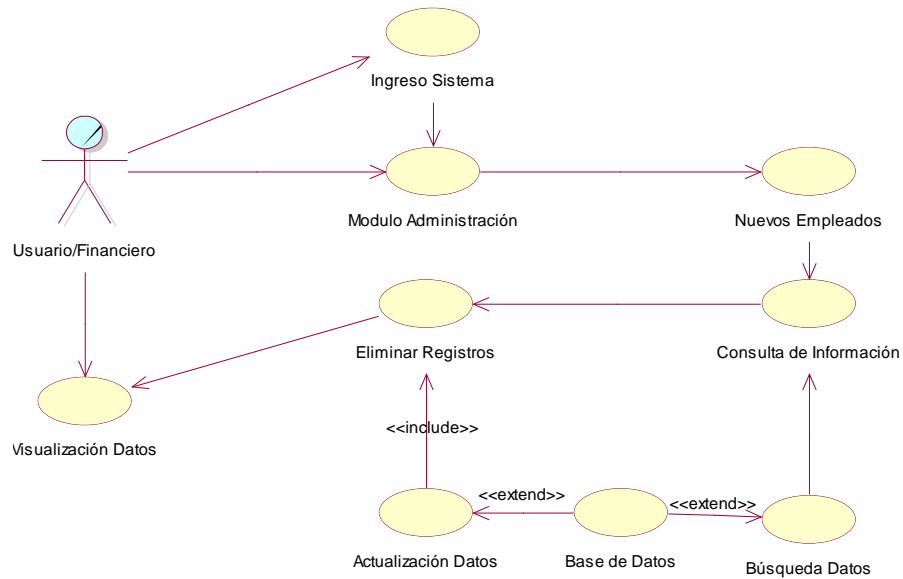 Ingreso Sistema
Modulo Administración
Nuevos Empleados
Usuario/Financiero
Eliminar Registros
Consulta de Información
<<include>>
Visualización Datos
<<extend>>
<<extend>>
Actualización Datos
Base de Datos
Búsqueda Datos